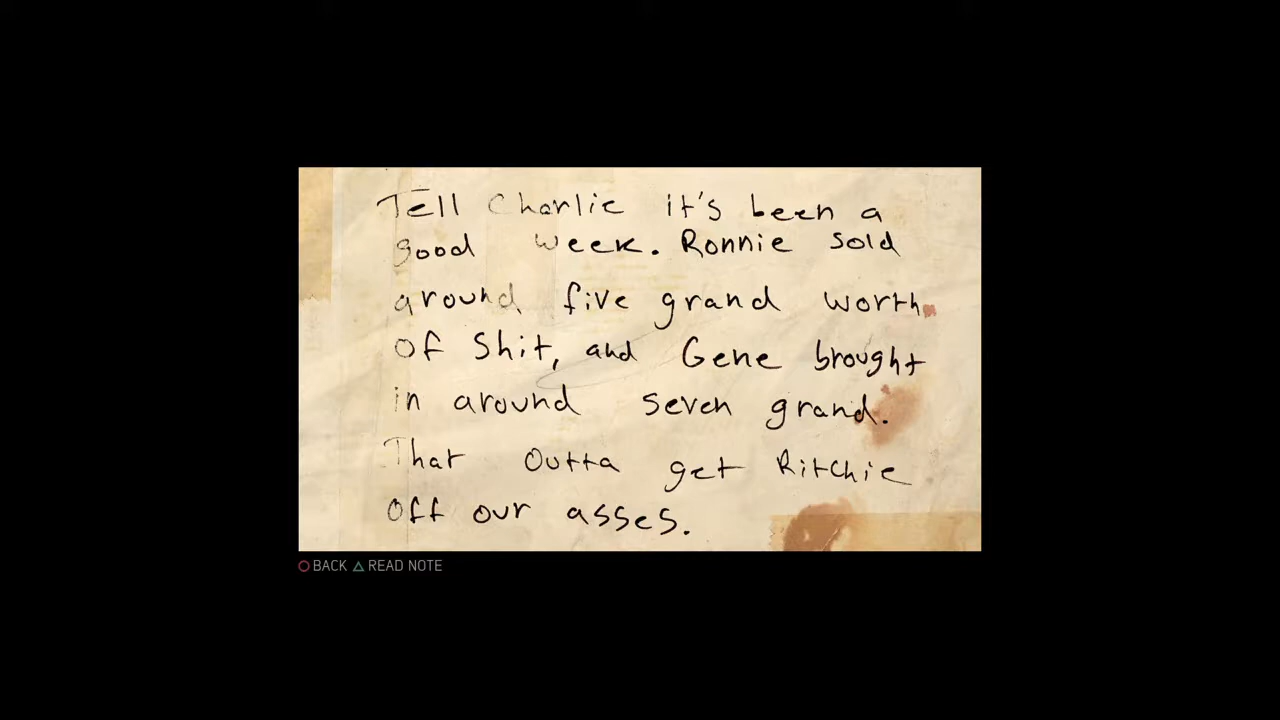 Tell Charlie it's been a
good week. Ronnie sold
around five grand worth
of Shit, and Gene brought
in around seven grand.
That outta get Ritchie
off our asses.
BACK READ NOTE